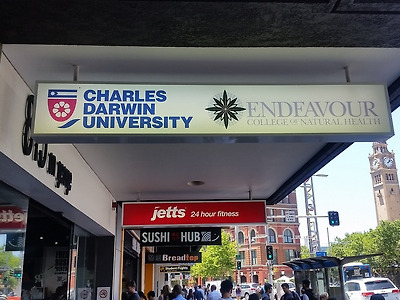 CHARLES
DARWIN
UNIVERSITY
ENDEAVOUR
COLLEGE OF NATURAL HEALTH
jetts 24 hour fitness
SUSHI HUB
Breadtop